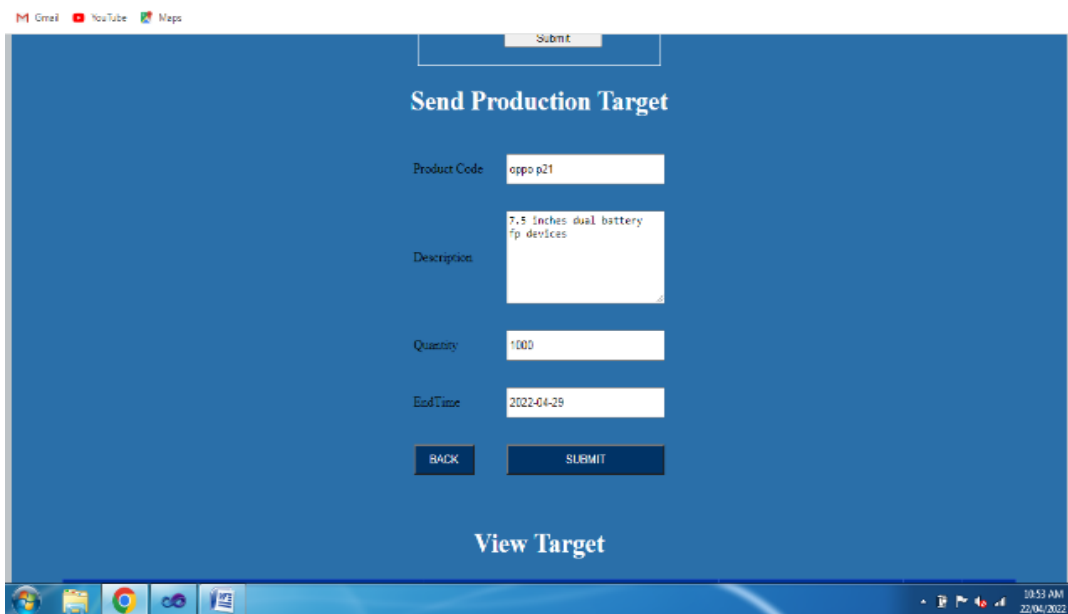 Gmail YouTube Maps
Submit
Send Production Target
Product Code
oppo p21
Description
7.5 inches dual battery
fp devices
Quantity
1000
EndTime
2022-04-29
BACK SUBMIT
View Target
10:53 AM
22/04/2022